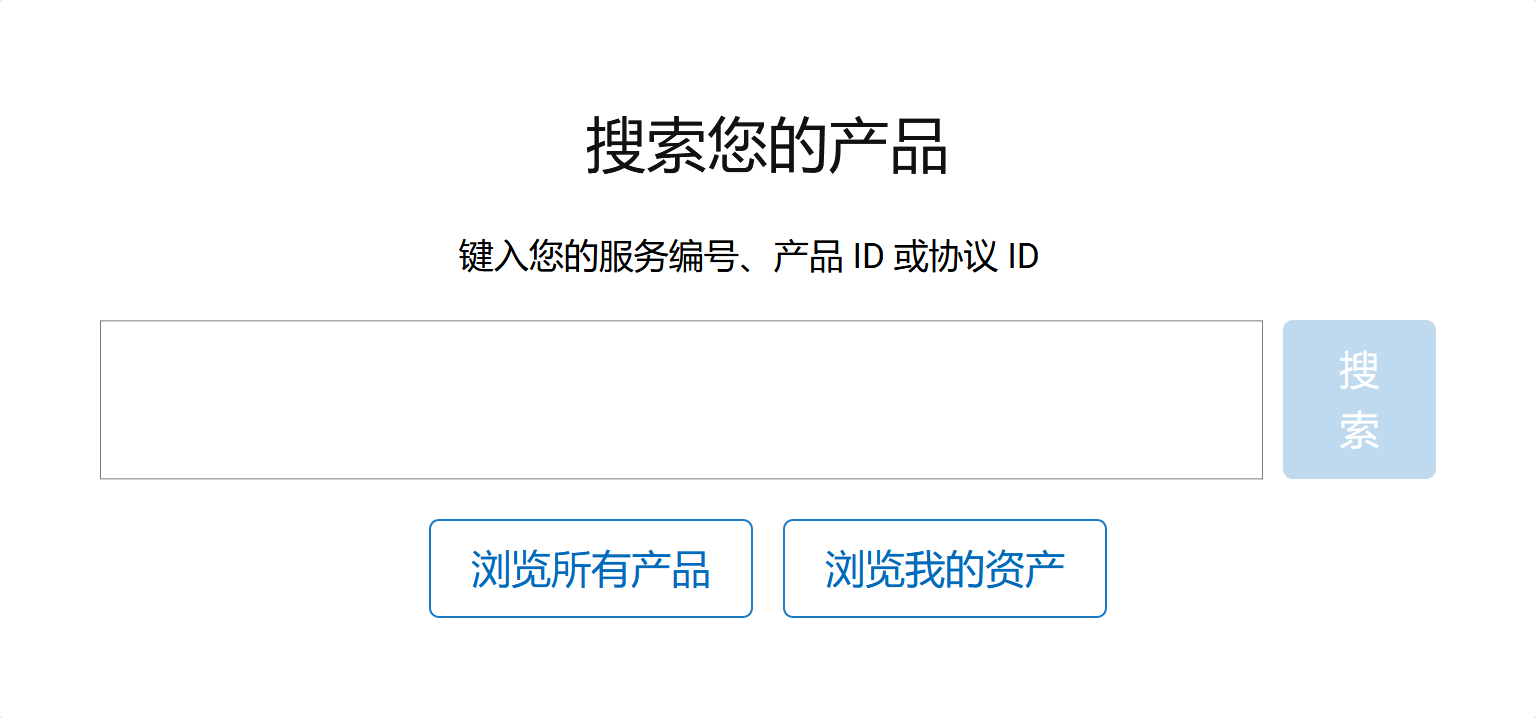 搜索您的产品
键入您的服务编号、产品 ID 或协议 ID
搜
索
浏览所有产品
浏览我的资产